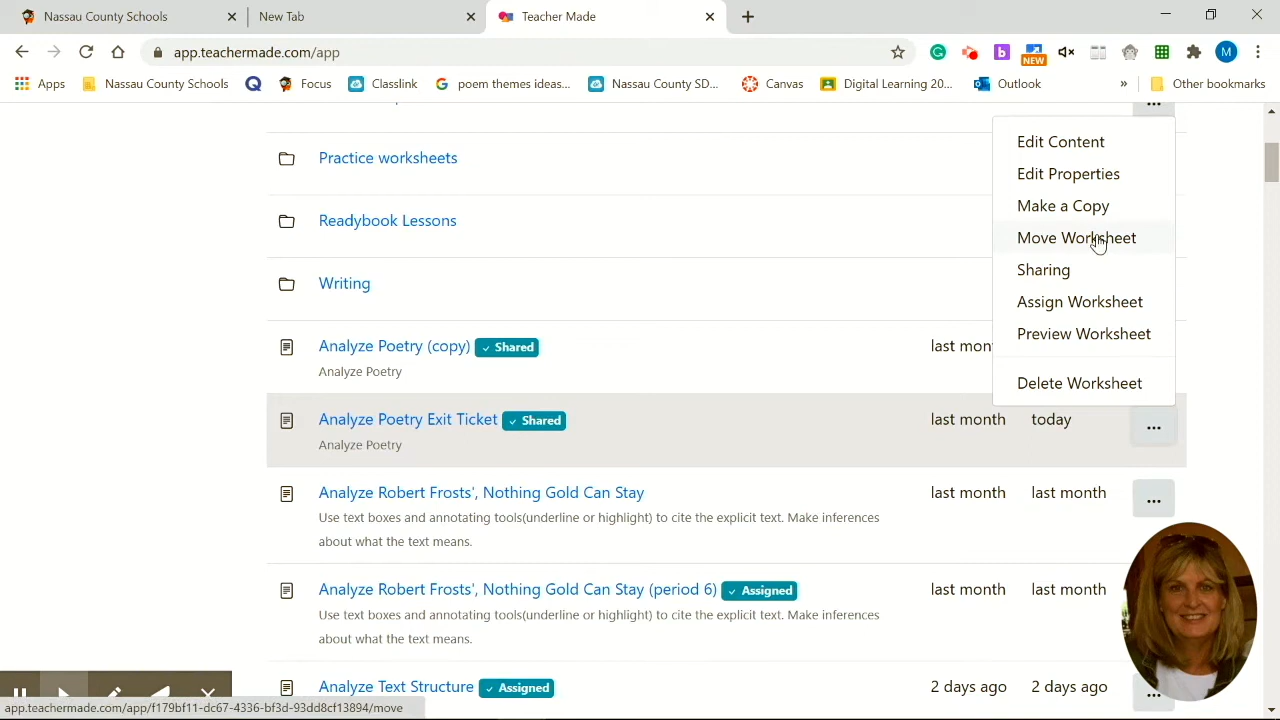 Nassau County Schools
New Tab
Teacher Made
app.teachermade.com/app
NEW
M
Apps
Nassau County Schools
Focus
Classlink
poem themes ideas...
Nassau County SD...
Canvas
Digital Learning 20...
Outlook
»
Other bookmarks
Practice worksheets
Readybook Lessons
Writing
Edit Content
Edit Properties
Make a Copy
Move Worksheet
Sharing
Assign Worksheet
Preview Worksheet
Delete Worksheet
Analyze Poetry (copy) ✓ Shared last mon
Analyze Poetry
Analyze Poetry Exit Ticket ✓ Shared last month today
Analyze Poetry
Analyze Robert Frosts', Nothing Gold Can Stay last month last month
Use text boxes and annotating tools(underline or highlight) to cite the explicit text. Make inferences
about what the text means.
Analyze Robert Frosts', Nothing Gold Can Stay (period 6) ✓ Assigned last month last month
Use text boxes and annotating tools(underline or highlight) to cite the explicit text. Make inferences
about what the text means.
Analyze Text Structure ✓ Assigned 2 days ago 2 days ago
app.teachermade.com/app/f179bf11-dc67-4336-bf3d-93dd8cf13894/move